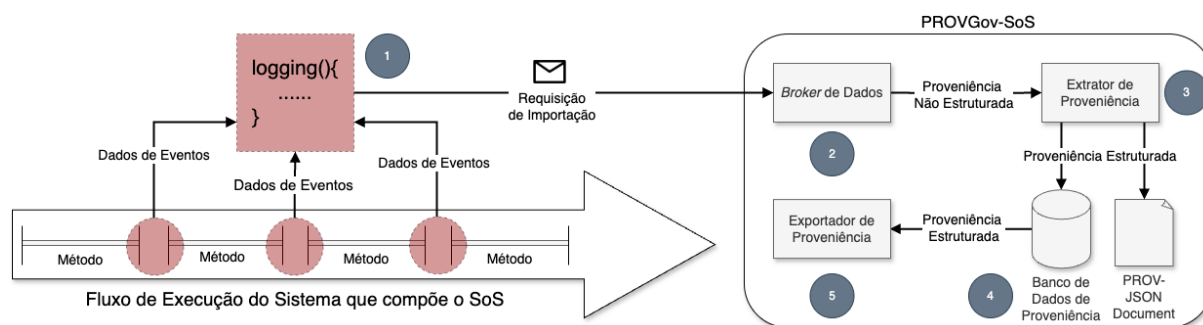 PROVGov-SoS
1
logging(){
......
}
Requisição
de Importação
Broker de Dados
Proveniência
Não Estruturada
Extrator de
Proveniência
3
2
Dados de Eventos
Dados de Eventos
Dados de Eventos
Proveniência Estruturada
Exportador de
Proveniência
Proveniência
Estruturada
Método
Método
Método
Método
5
4
Banco de
Dados de
Proveniência
PROV-
JSON
Document
Fluxo de Execução do Sistema que compõe o SoS